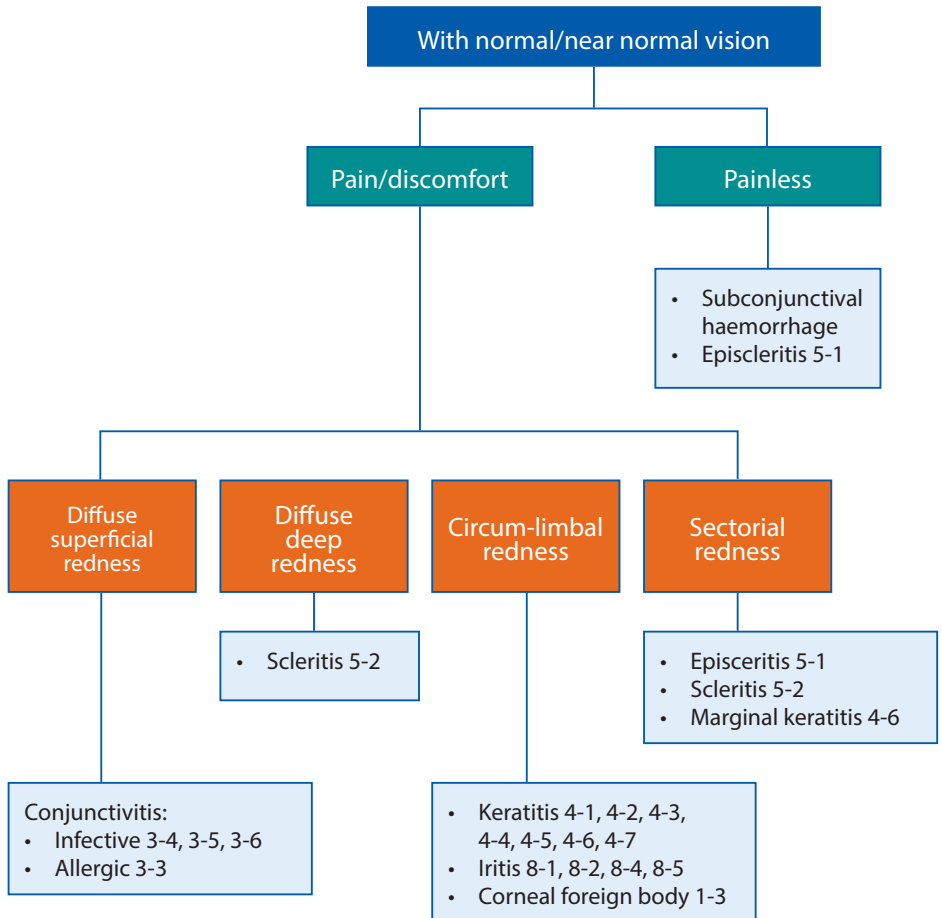 With normal/near normal vision
Pain/discomfort
Painless
• Subconjunctival
haemorrhage
• Episcleritis 5-1
Diffuse
superficial
redness
Diffuse
deep
redness
Circum-limbal
redness
Sectorial
redness
• Scleritis 5-2
• Episceritis 5-1
• Scleritis 5-2
• Marginal keratitis 4-6
Conjunctivitis:
• Infective 3-4, 3-5, 3-6
• Allergic 3-3
• Keratitis 4-1, 4-2, 4-3,
4-4, 4-5, 4-6, 4-7
• Iritis 8-1, 8-2, 8-4, 8-5
• Corneal foreign body 1-3